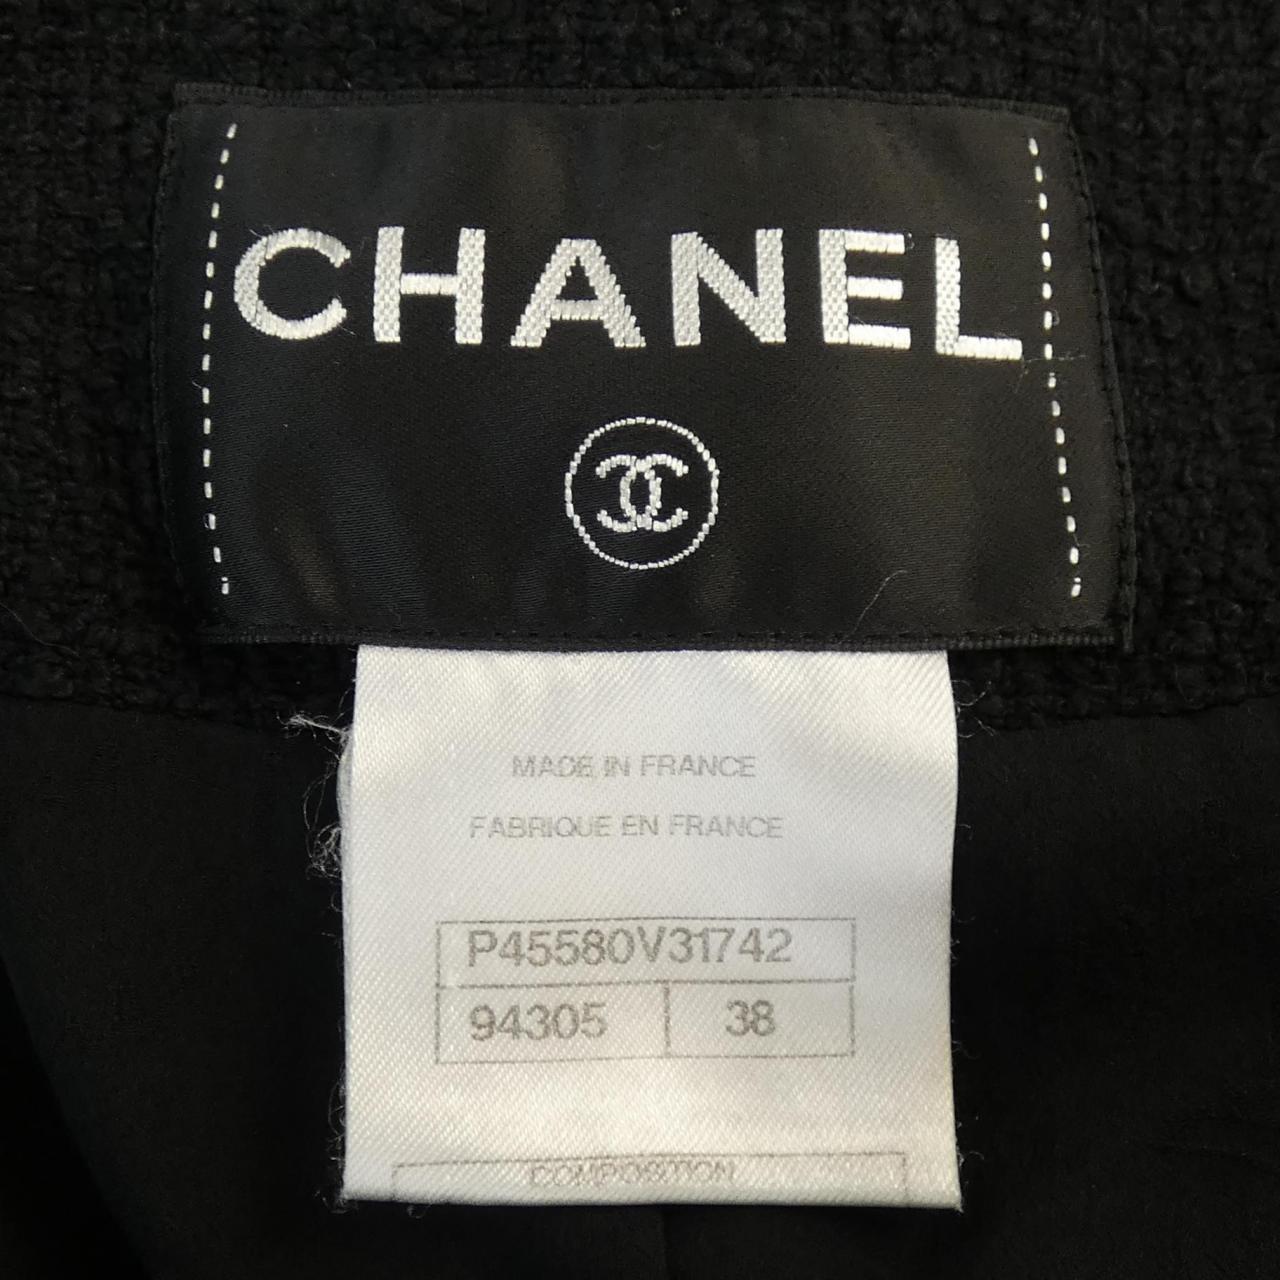 CHANEL
MADE IN FRANCE
FABRIQUE EN FRANCE
P45580V31742
94305 38
COMPOSITION